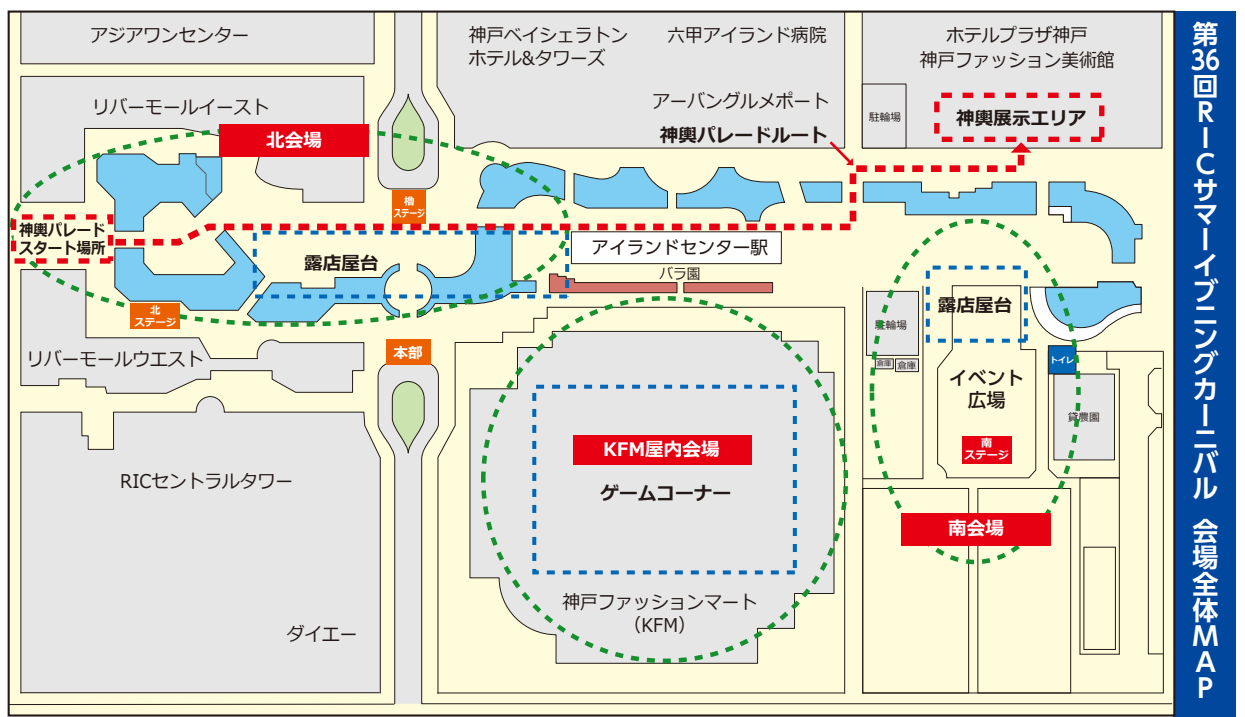 第36回RICサマーイブニングカーニバル 会場全体MAP
アジアワンセンター
神戸ベイシェラトン
ホテル&タワーズ
六甲アイランド病院
ホテルプラザ神戸
神戸ファッション美術館
リバーモールイースト
アーバングルメポート
神輿パレードルート
駐輪場
神輿展示エリア
北会場
櫓
ステージ
神輿パレード
スタート場所
露店屋台
アイランドセンター駅
バラ園
北
ステージ
露店屋台
駐輪場
倉庫
倉庫
トイレ
リバーモールウエスト
本部
イベント
広場
貸農園
KFM屋内会場
南
ステージ
RICセントラルタワー
ゲームコーナー
南会場
神戸ファッションマート
(KFM)
ダイエー